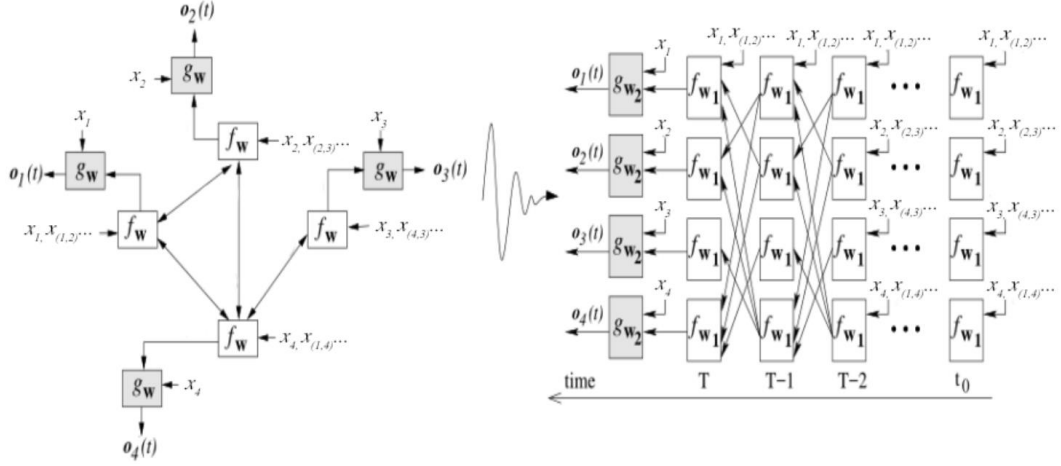 o2(t)
x2
gw
x1
x3
fw
x2, x(2,3)...
o1(t)
gw
gw
o3(t)
x1, x(1,2)...
fw
fw
x3, x(4,3)...
fw
x4, x(1,4)...
gw
x4
o4(t)
x1, x(1,2)... x1, x(1,2)... x1, x(1,2)... x1, x(1,2)...
x1
o1(t) gw2 fw1 fw1 fw1 ••• fw1
x2 x2, x(2,3)... x2, x(2,3)...
o2(t) gw2 fw1 fw1 fw1 ••• fw1
x3 x3, x(4,3)... x3, x(4,3)...
o3(t) gw2 fw1 fw1 fw1 ••• fw1
x4 x4, x(1,4)... x4, x(1,4)...
o4(t) gw2 fw1 fw1 fw1 ••• fw1
time T T-1 T-2 t0